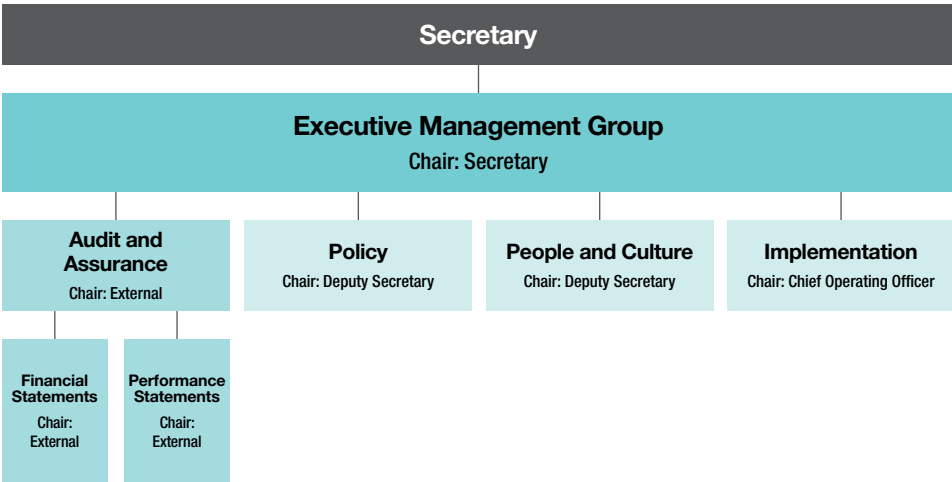 Secretary
Executive Management Group
Chair: Secretary
Audit and
Assurance
Chair: External
Policy
Chair: Deputy Secretary
People and Culture
Chair: Deputy Secretary
Implementation
Chair: Chief Operating Officer
Financial
Statements
Chair:
External
Performance
Statements
Chair:
External